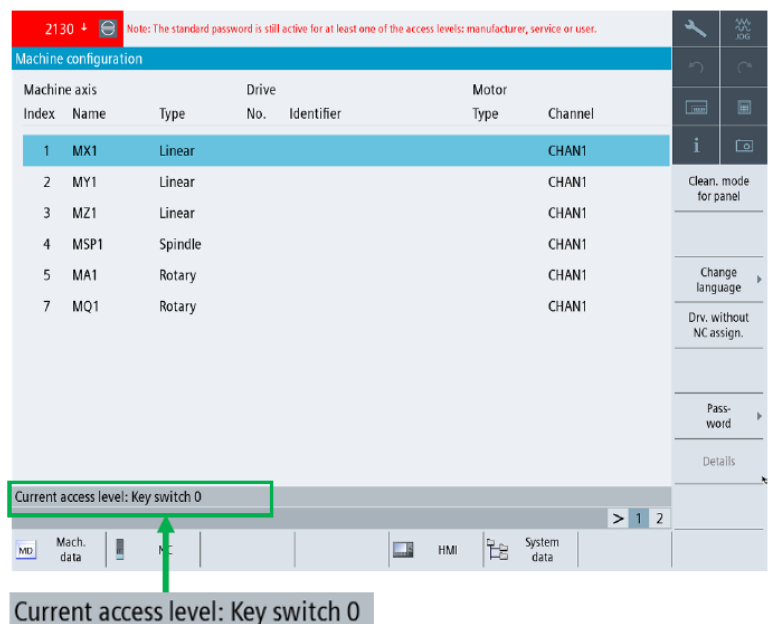 2130 ↓ Note: The standard password is still active for at least one of the access levels: manufacturer, service or user.
JOG
Machine configuration
Machine axis Drive Motor
Index Name Type No. Identifier Type Channel
1 MX1 Linear CHAN1
2 MY1 Linear CHAN1
3 MZ1 Linear CHAN1
4 MSP1 Spindle CHAN1
5 MA1 Rotary CHAN1
7 MQ1 Rotary CHAN1
i
Clean. mode
for panel
Change
language
Drv. without
NC assign.
Pass-
word
Details
Current access level: Key switch 0
> 1 2
MD Mach.
data
HMI
System
data
Current access level: Key switch 0